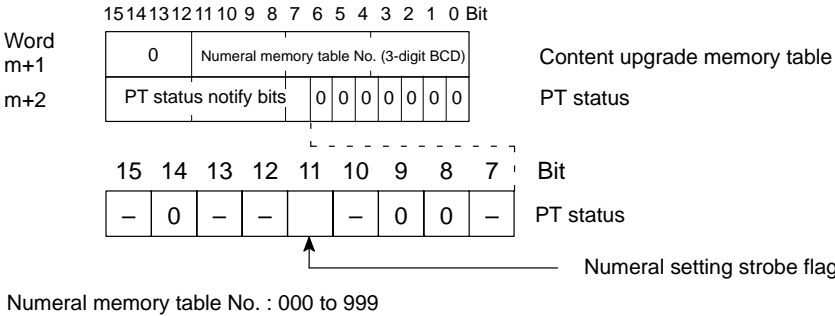 15 14 13 12 11 10 9 8 7 6 5 4 3 2 1 0 Bit
Word
m+1 0 Numeral memory table No. (3-digit BCD) Content upgrade memory table
m+2 PT status notify bits 0 0 0 0 0 0 0 PT status
15 14 13 12 11 10 9 8 7 Bit
– 0 – – – 0 0 – PT status
Numeral setting strobe flag
Numeral memory table No. : 000 to 999